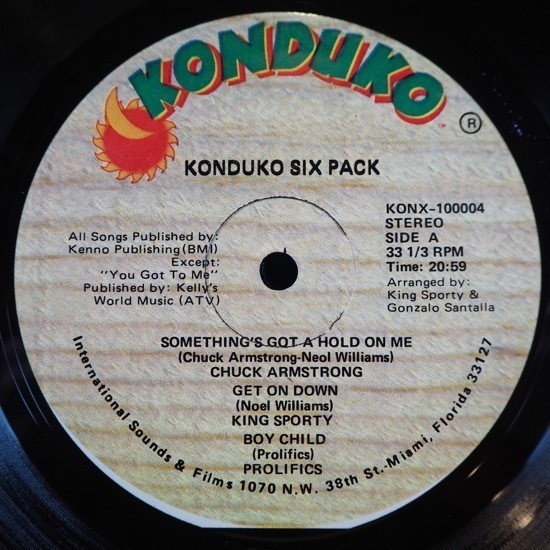 KONDUKO
TM
®
KONDUKO SIX PACK
All Songs Published by:
Kenno Publishing (BMI)
Except:
"You Got To Me"
Published by: Kelly's
World Music (ATV)
KONX-100004
STEREO
SIDE A
33 1/3 RPM
Time: 20:59
Arranged by:
King Sporty &
Gonzalo Santalla
SOMETHING'S GOT A HOLD ON ME
(Chuck Armstrong-Neol Williams)
CHUCK ARMSTRONG
GET ON DOWN
(Noel Williams)
KING SPORTY
BOY CHILD
(Prolifics)
PROLIFICS
International Sounds & Films 1070 N.W. 38th St.-Miami, Florida 33127